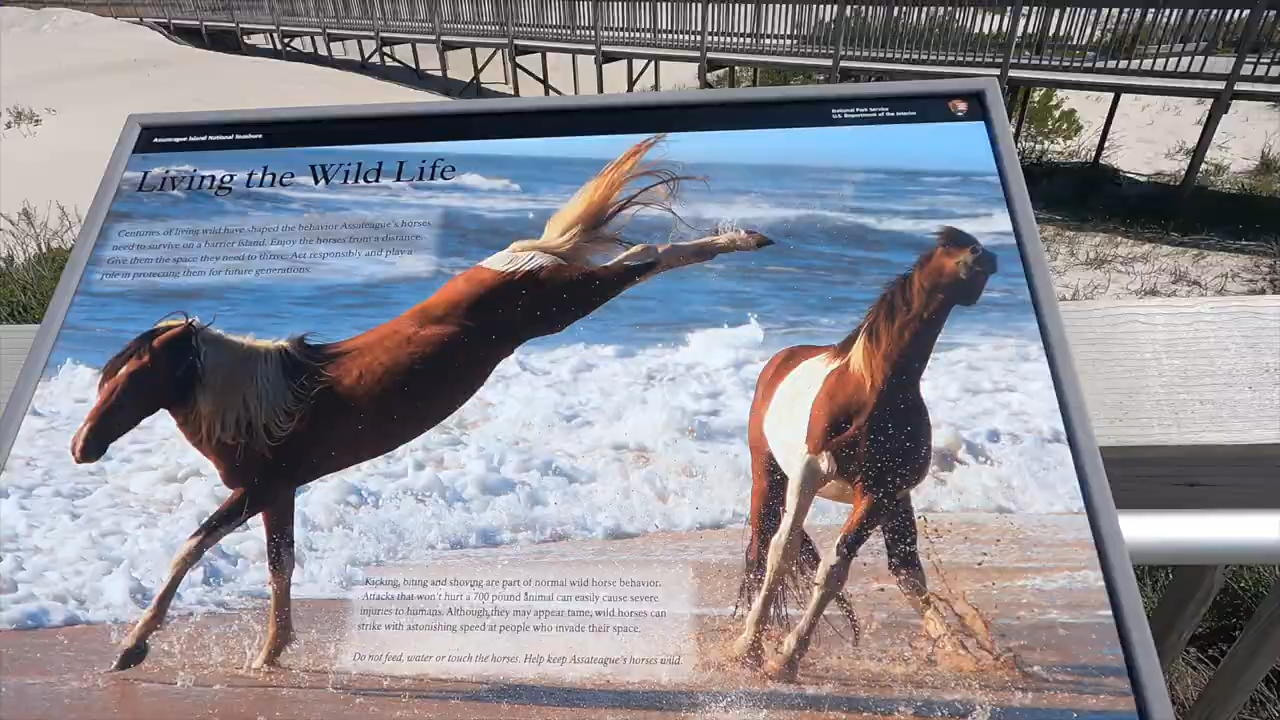 Assateague Island National Seashore
National Park Service
U.S. Department of the Interior
Living the Wild Life
Centuries of living wild have shaped the behavior Assateague's horses
need to survive on a barrier island. Enjoy the horses from a distance.
Give them the space they need to thrive. Act responsibly and play a
role in protecting them for future generations.
Kicking, biting and shoving are part of normal wild horse behavior.
Attacks that won't hurt a 700 pound animal can easily cause severe
injuries to humans. Although they may appear tame, wild horses can
strike with astonishing speed at people who invade their space.
Do not feed, water or touch the horses. Help keep Assateague's horses wild.